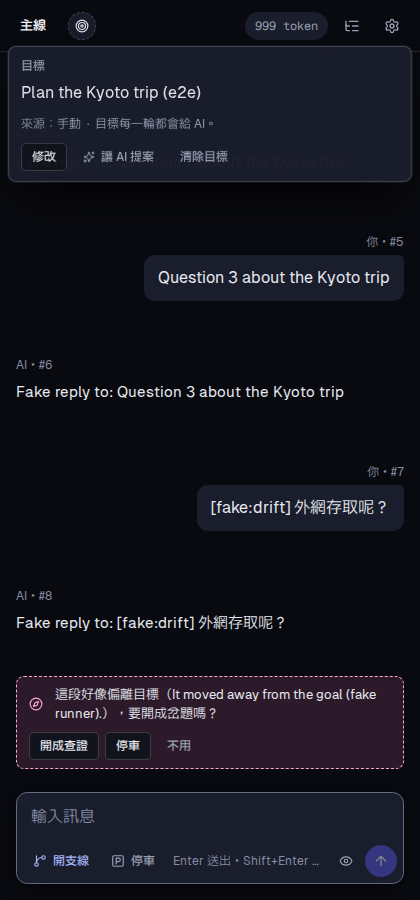 主線
999 token
目標
Plan the Kyoto trip (e2e)
來源：手動 · 目標每一輪都會給 AI。
修改 讓 AI 提案 清除目標
你 • #5
Question 3 about the Kyoto trip
AI • #6
Fake reply to: Question 3 about the Kyoto trip
你 • #7
[fake:drift] 外網存取呢？
AI • #8
Fake reply to: [fake:drift] 外網存取呢？
這段好像偏離目標（It moved away from the goal (fake
runner).），要開成岔題嗎？
開成查證 停車 不用
輸入訊息
開支線 停車 Enter 送出 • Shift+Enter ...